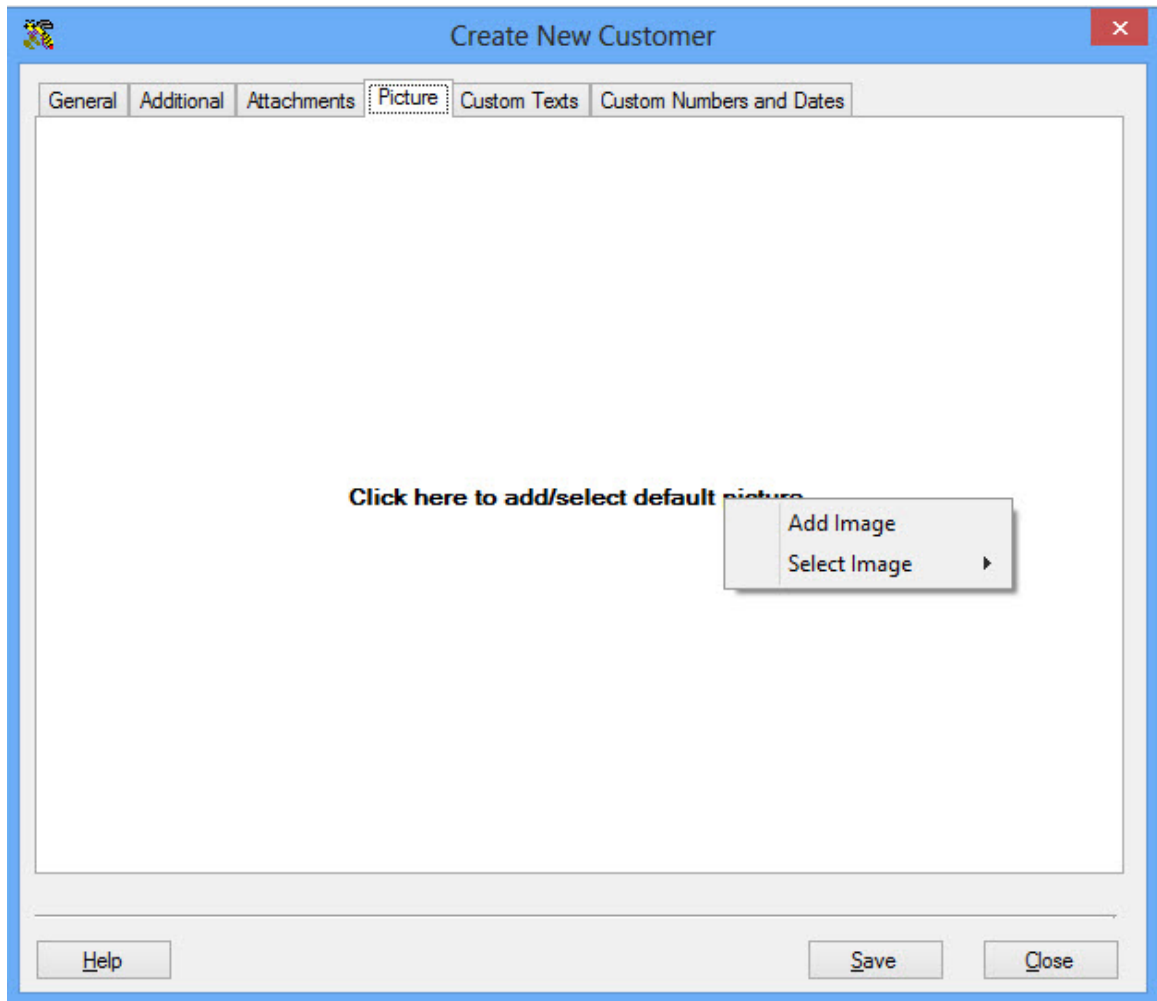 Create New Customer
General Additional Attachments Picture Custom Texts Custom Numbers and Dates
Click here to add/select default picture
Add Image
Select Image
Help Save Close